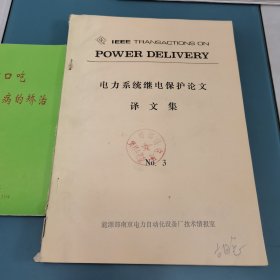 口吃
病的矫治
IEEE TRANSACTIONS ON
POWER DELIVERY
电力系统继电保护论文
译文集
No. 3
能源部南京电力自动化设备厂技术情报室